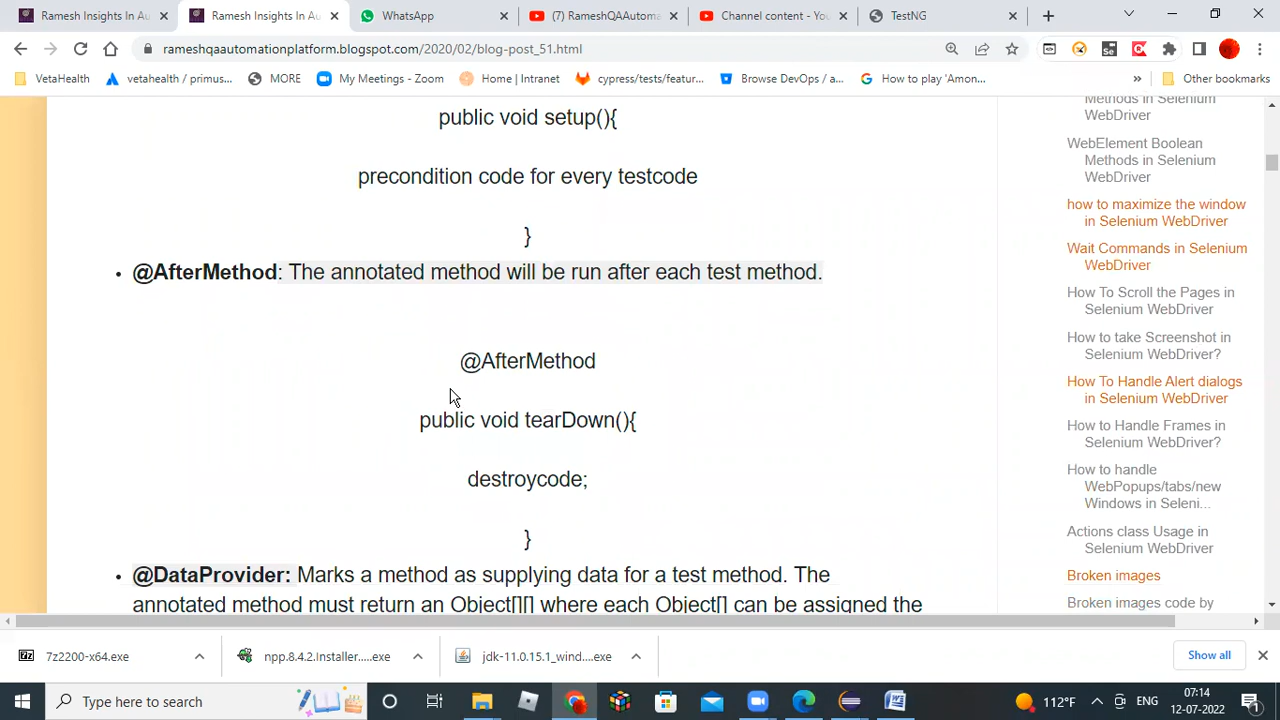 Ramesh Insights In Au
Ramesh Insights In Au
WhatsApp
(7) RameshQAAutoma
Channel content - You
TestNG
rameshqaautomationplatform.blogspot.com/2020/02/blog-post_51.html
VetaHealth
vetahealth / primus...
MORE
My Meetings - Zoom
Home | Intranet
cypress/tests/featur...
Browse DevOps / a...
How to play 'Amon...
»
Other bookmarks
public void setup(){
precondition code for every testcode
}
• @AfterMethod: The annotated method will be run after each test method.
@AfterMethod
public void tearDown(){
destroycode;
}
• @DataProvider: Marks a method as supplying data for a test method. The
annotated method must return an Object[][] where each Object[] can be assigned the
Methods in Selenium
WebDriver
WebElement Boolean
Methods in Selenium
WebDriver
how to maximize the window
in Selenium WebDriver
Wait Commands in Selenium
WebDriver
How To Scroll the Pages in
Selenium WebDriver
How to take Screenshot in
Selenium WebDriver?
How To Handle Alert dialogs
in Selenium WebDriver
How to Handle Frames in
Selenium WebDriver?
How to handle
WebPopups/tabs/new
Windows in Seleni...
Actions class Usage in
Selenium WebDriver
Broken images
Broken images code by
7z2200-x64.exe
npp.8.4.2.Installer....exe
jdk-11.0.15.1_wind....exe
Show all
Type here to search
112°F
ENG
07:14
12-07-2022
1